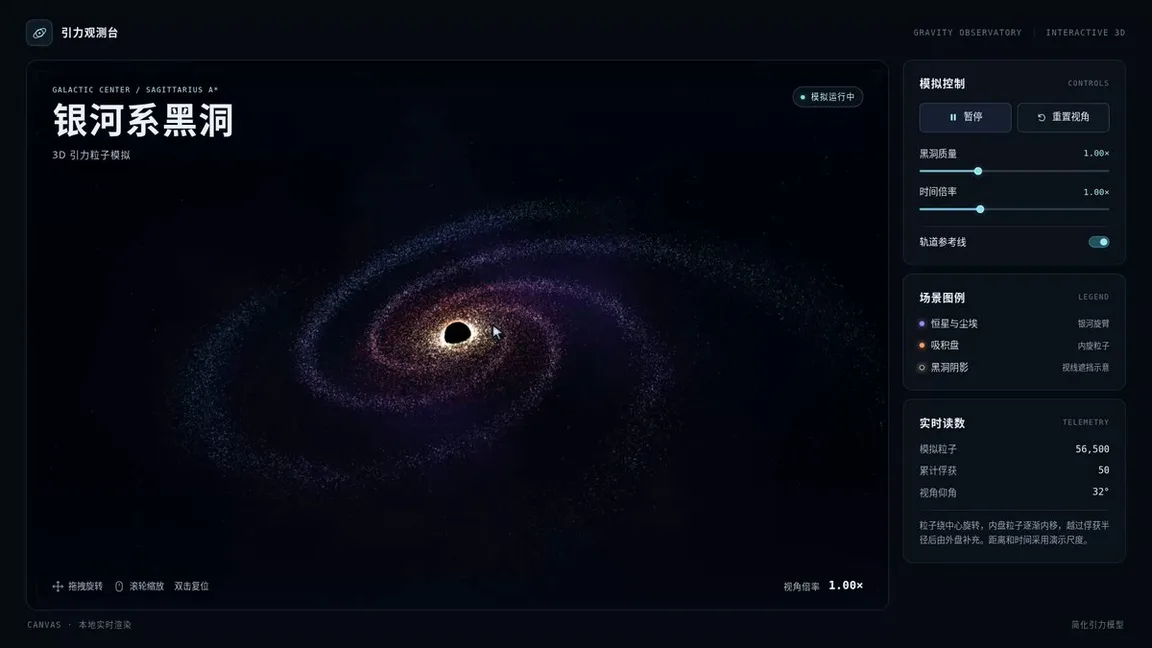 引力观测台
GRAVITY OBSERVATORY
INTERACTIVE 3D
GALACTIC CENTER / SAGITTARIUS A*
银河系黑洞
3D 引力粒子模拟
模拟运行中
拖拽旋转
滚轮缩放
双击复位
视角倍率 1.00×
模拟控制 CONTROLS
暂停
重置视角
黑洞质量 1.00×
时间倍率 1.00×
轨道参考线
场景图例 LEGEND
恒星与尘埃 银河旋臂
吸积盘 内旋粒子
黑洞阴影 视线遮挡示意
实时读数 TELEMETRY
模拟粒子 56,500
累计俘获 50
视角仰角 32°
粒子绕中心旋转，内盘粒子逐渐内移，越过俘获半
径后由外盘补充。距离和时间采用演示尺度。
CANVAS · 本地实时渲染
简化引力模型